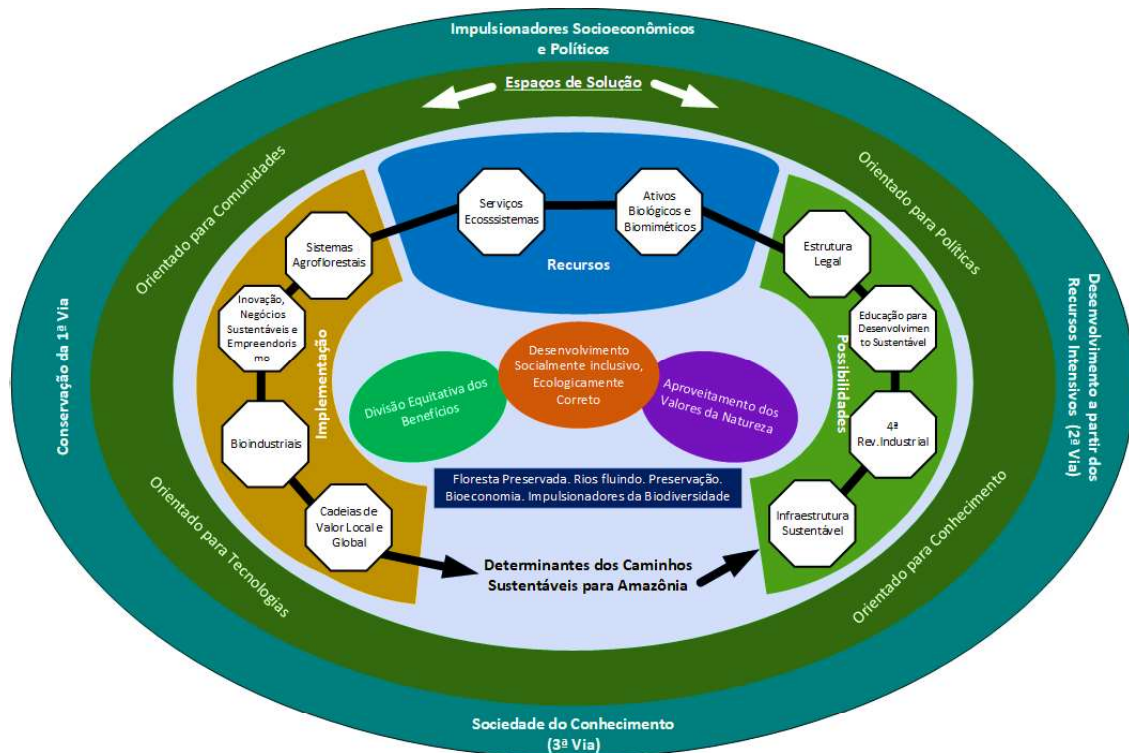 Impulsionadores Socioeconômicos
e Políticos
Espaços de Solução
Orientado para Comunidades
Orientado para Políticas
Conservação da 1ª Via
Desenvolvimento a partir dos
Recursos Intensivos (2ª Via)
Serviços
Ecosssistemas
Ativos
Biológicos e
Biomiméticos
Recursos
Sistemas
Agroflorestais
Inovação,
Negócios
Sustentáveis e
Empreendoris
mo
Implementação
Bioindustriais
Cadeias de
Valor Local e
Global
Estrutura
Legal
Educação para
Desenvolvimen
to Sustentável
Possibilidades
4ª
Rev.Industrial
Infraestrutura
Sustentável
Divisão Equitativa dos
Benefícios
Desenvolvimento
Socialmente inclusivo,
Ecologicamente
Correto
Aproveitamento dos
Valores da Natureza
Floresta Preservada. Rios fluindo. Preservação.
Bioeconomia. Impulsionadores da Biodiversidade
Determinantes dos Caminhos
Sustentáveis para Amazônia
Orientado para Tecnologias
Orientado para Conhecimento
Sociedade do Conhecimento
(3ª Via)